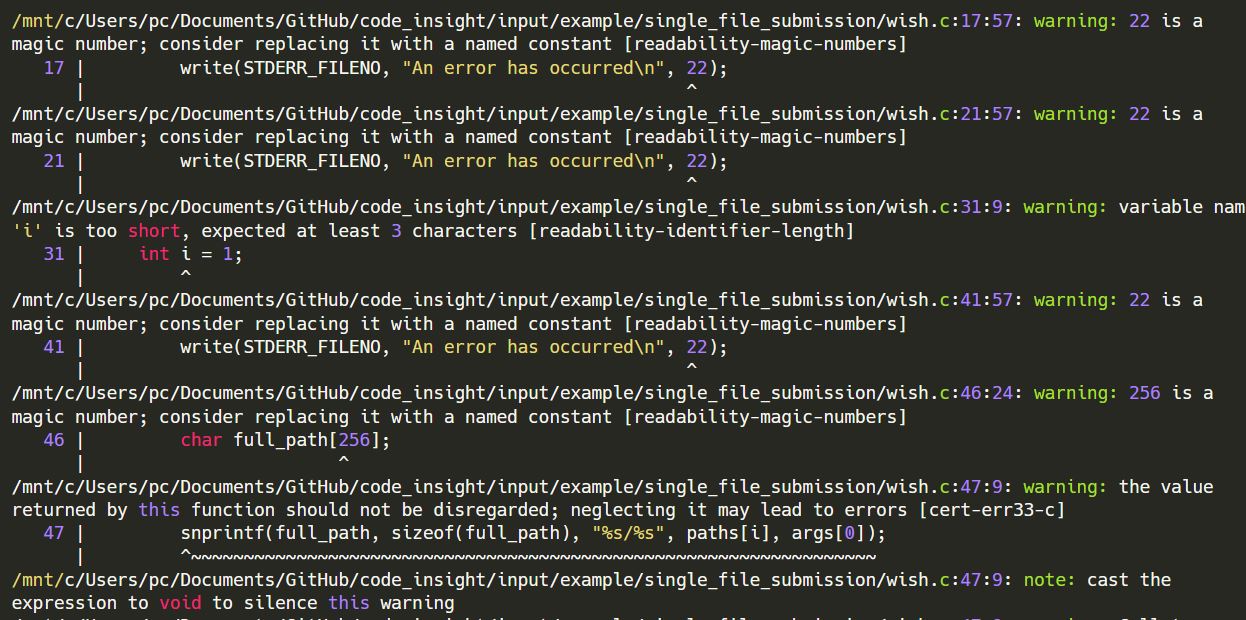 /mnt/c/Users/pc/Documents/GitHub/code_insight/input/example/single_file_submission/wish.c:17:57: warning: 22 is a
magic number; consider replacing it with a named constant [readability-magic-numbers]
   17 |         write(STDERR_FILENO, "An error has occurred\n", 22);
      |                                                         ^
/mnt/c/Users/pc/Documents/GitHub/code_insight/input/example/single_file_submission/wish.c:21:57: warning: 22 is a
magic number; consider replacing it with a named constant [readability-magic-numbers]
   21 |         write(STDERR_FILENO, "An error has occurred\n", 22);
      |                                                         ^
/mnt/c/Users/pc/Documents/GitHub/code_insight/input/example/single_file_submission/wish.c:31:9: warning: variable nam
'i' is too short, expected at least 3 characters [readability-identifier-length]
   31 |     int i = 1;
      |         ^
/mnt/c/Users/pc/Documents/GitHub/code_insight/input/example/single_file_submission/wish.c:41:57: warning: 22 is a
magic number; consider replacing it with a named constant [readability-magic-numbers]
   41 |         write(STDERR_FILENO, "An error has occurred\n", 22);
      |                                                         ^
/mnt/c/Users/pc/Documents/GitHub/code_insight/input/example/single_file_submission/wish.c:46:24: warning: 256 is a
magic number; consider replacing it with a named constant [readability-magic-numbers]
   46 |         char full_path[256];
      |                        ^
/mnt/c/Users/pc/Documents/GitHub/code_insight/input/example/single_file_submission/wish.c:47:9: warning: the value
returned by this function should not be disregarded; neglecting it may lead to errors [cert-err33-c]
   47 |         snprintf(full_path, sizeof(full_path), "%s/%s", paths[i], args[0]);
      |         ^~~~~~~~~~~~~~~~~~~~~~~~~~~~~~~~~~~~~~~~~~~~~~~~~~~~~~~~~~~~~~~~~~
/mnt/c/Users/pc/Documents/GitHub/code_insight/input/example/single_file_submission/wish.c:47:9: note: cast the
expression to void to silence this warning